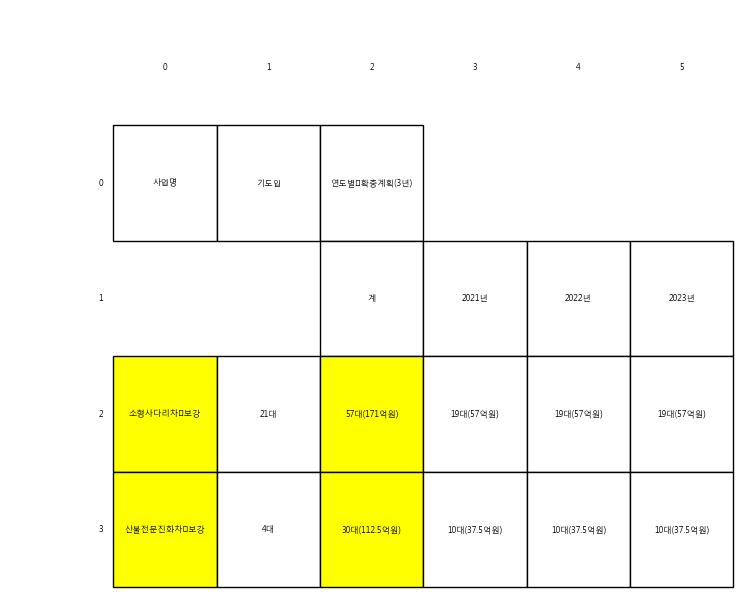 0 1 2 3 4 5
0 사업명 기도입 연도별 확충계획(3년)
1 계 2021년 2022년 2023년
2 소형사다리차 보강 21대 57대(171억원) 19대(57억원) 19대(57억원) 19대(57억원)
3 산불전문진화차 보강 4대 30대(112.5억원) 10대(37.5억원) 10대(37.5억원) 10대(37.5억원)